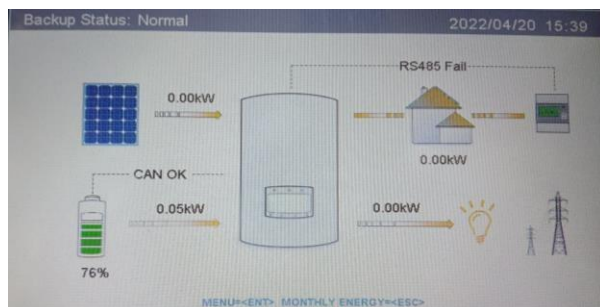 Backup Status: Normal
2022/04/20 15:39
RS485 Fail
0.00kW
0.00kW
CAN OK
0.05kW
0.00kW
76%
MENU=<ENT> MONTHLY ENERGY=<ESC>